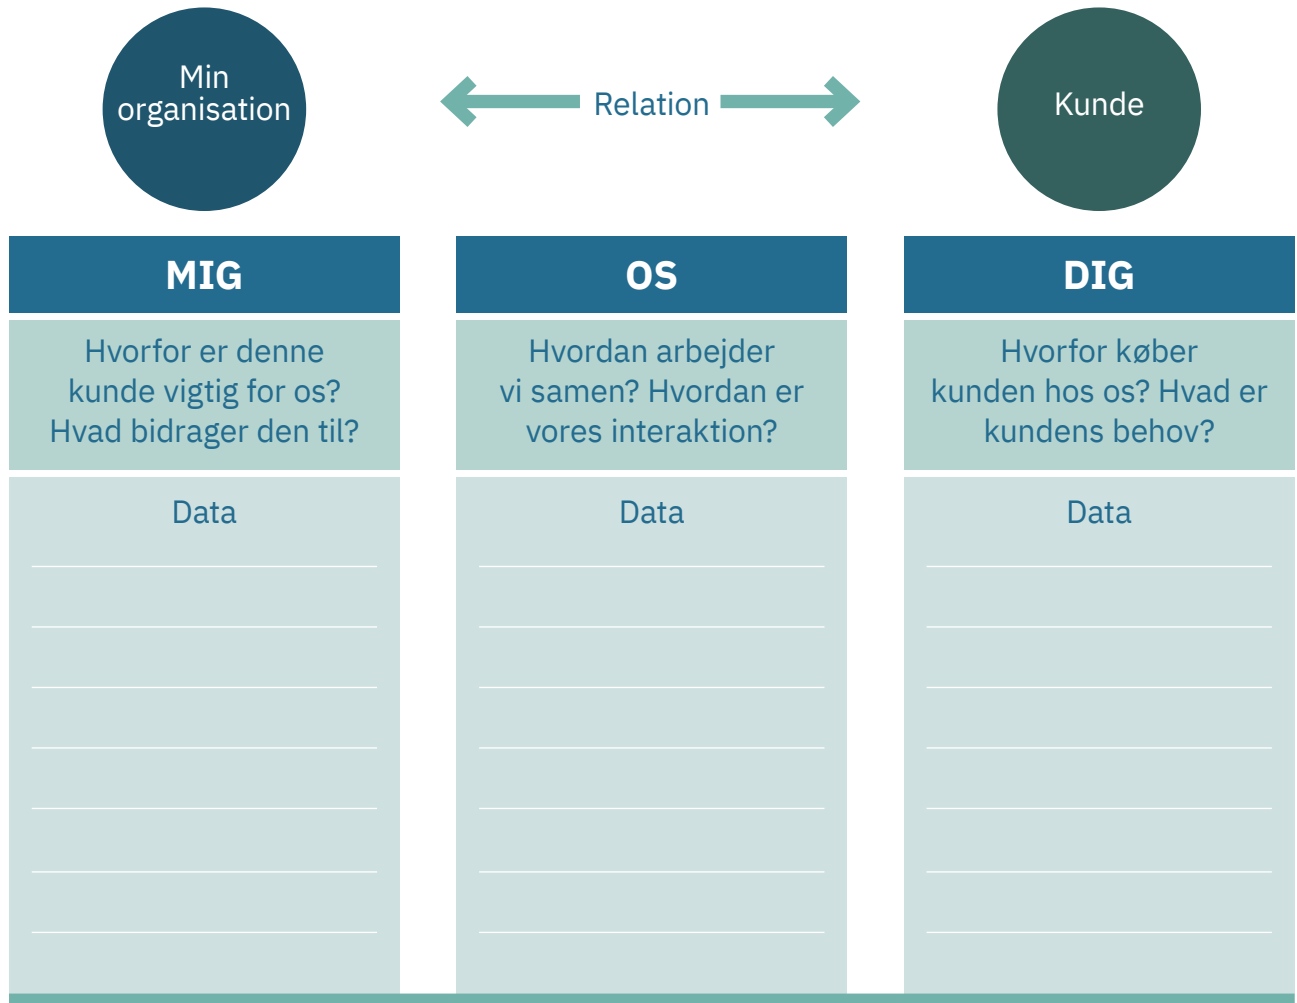 Min
organisation
Relation
Kunde
MIG
Hvorfor er denne
kunde vigtig for os?
Hvad bidrager den til?
Data
OS
Hvordan arbejder
vi samen? Hvordan er
vores interaktion?
Data
DIG
Hvorfor køber
kunden hos os? Hvad er
kundens behov?
Data